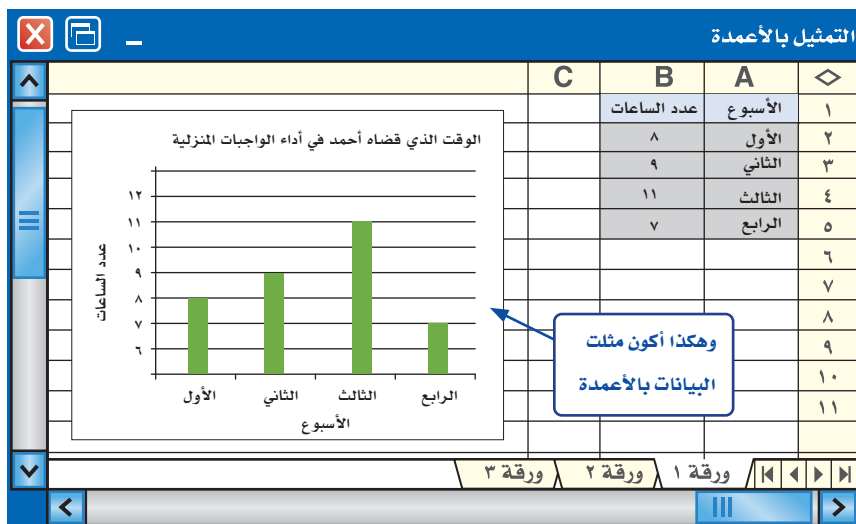 التمثيل بالأعمدة
A B C
١ الأسبوع عدد الساعات
٢ الأول ٨
٣ الثاني ٩
٤ الثالث ١١
٥ الرابع ٧
٦
٧
٨
٩
١٠
١١
الوقت الذي قضاه أحمد في أداء الواجبات المنزلية
عدد الساعات
١٢
١١
١٠
٩
٨
٧
٦
الأول الثاني الثالث الرابع
الأسبوع
وهكذا أكون مثلت
البيانات بالأعمدة
ورقة ١ ورقة ٢ ورقة ٣